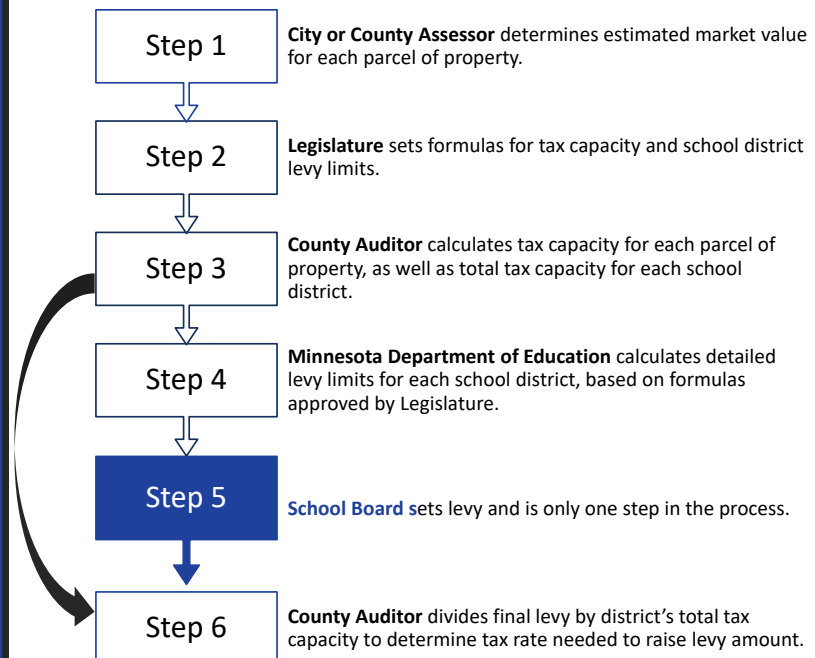 Step 1
City or County Assessor determines estimated market value
for each parcel of property.
Step 2
Legislature sets formulas for tax capacity and school district
levy limits.
Step 3
County Auditor calculates tax capacity for each parcel of
property, as well as total tax capacity for each school
district.
Step 4
Minnesota Department of Education calculates detailed
levy limits for each school district, based on formulas
approved by Legislature.
Step 5
School Board sets levy and is only one step in the process.
Step 6
County Auditor divides final levy by district’s total tax
capacity to determine tax rate needed to raise levy amount.